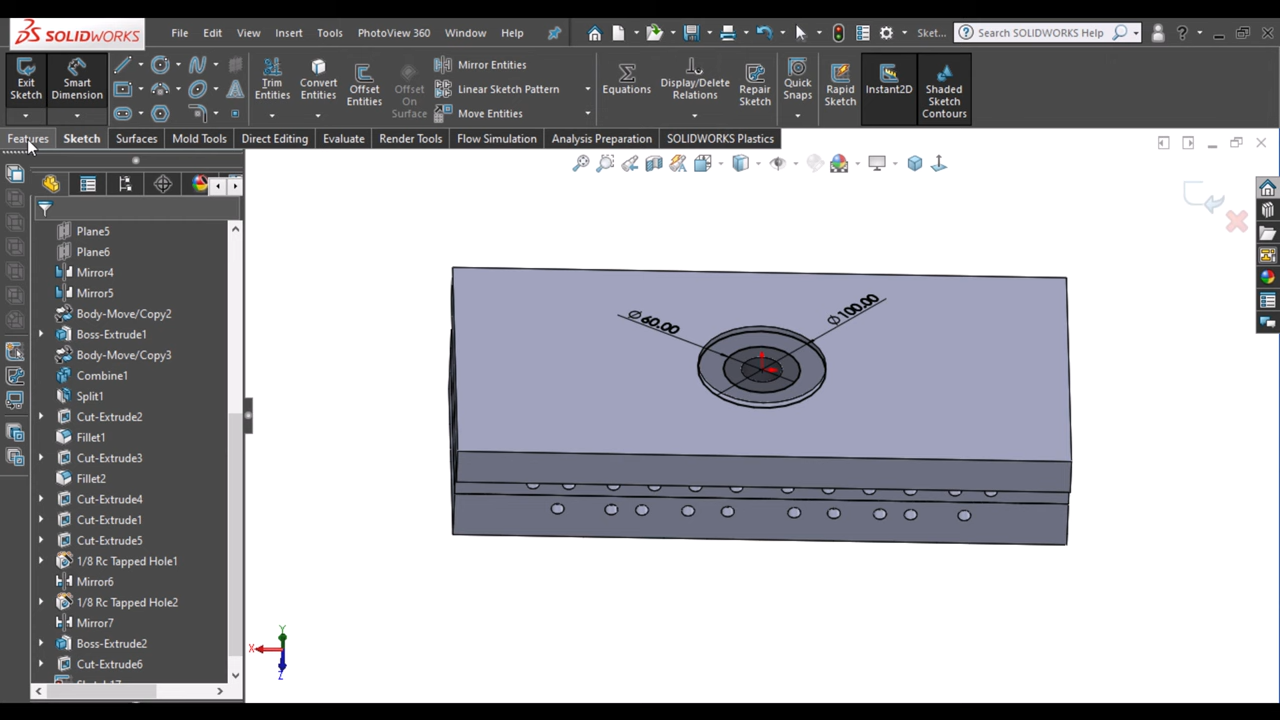 SOLIDWORKS
File Edit View Insert Tools PhotoView 360 Window Help
Sket...
Search SOLIDWORKS Help
Exit Sketch
Smart Dimension
Trim Entities
Convert Entities
Offset Entities
Offset On Surface
Mirror Entities
Linear Sketch Pattern
Move Entities
Equations
Display/Delete Relations
Repair Sketch
Quick Snaps
Rapid Sketch
Instant2D
Shaded Sketch Contours
Features Sketch Surfaces Mold Tools Direct Editing Evaluate Render Tools Flow Simulation Analysis Preparation SOLIDWORKS Plastics
Plane5
Plane6
Mirror4
Mirror5
Body-Move/Copy2
Boss-Extrude1
Body-Move/Copy3
Combine1
Split1
Cut-Extrude2
Fillet1
Cut-Extrude3
Fillet2
Cut-Extrude4
Cut-Extrude1
Cut-Extrude5
1/8 Rc Tapped Hole1
Mirror6
1/8 Rc Tapped Hole2
Mirror7
Boss-Extrude2
Cut-Extrude6
∅60.00
∅100.00
Y
X
Z